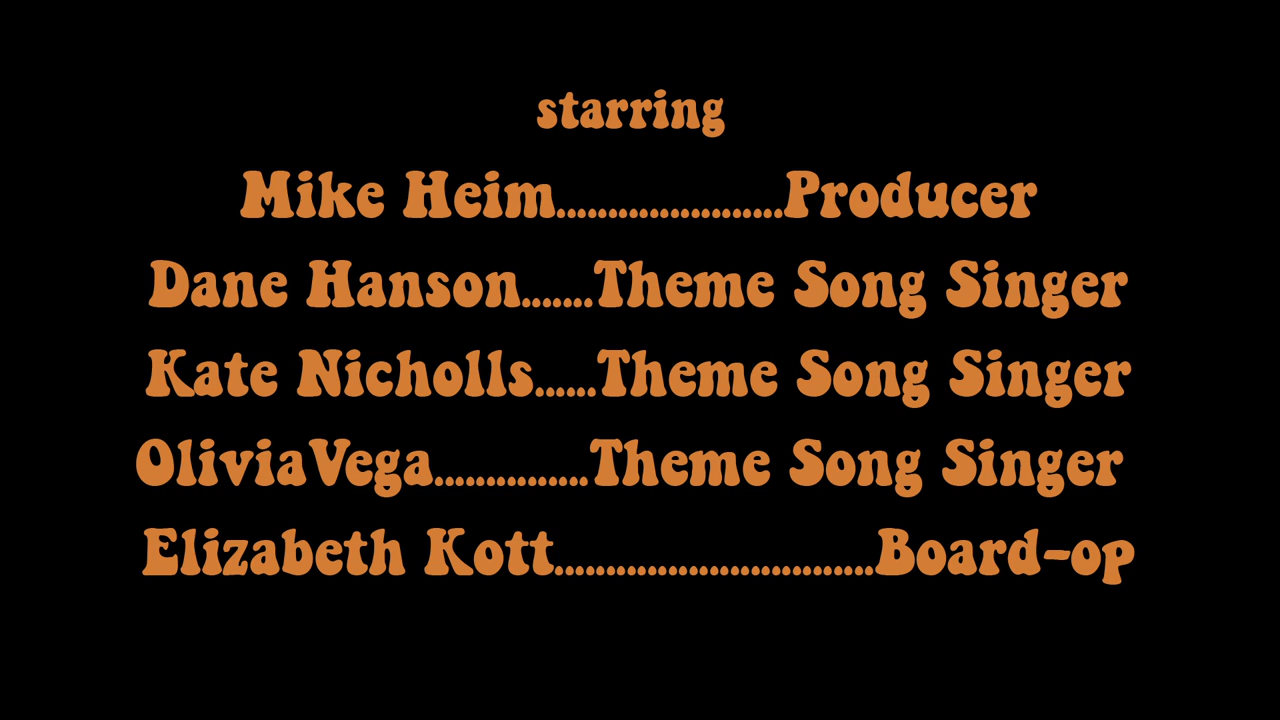 starring
Mike Heim......................Producer
Dane Hanson.......Theme Song Singer
Kate Nicholls......Theme Song Singer
OliviaVega...............Theme Song Singer
Elizabeth Kott...............................Board-op